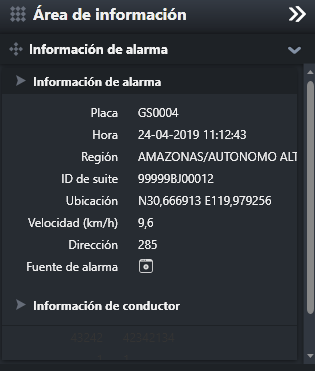 Área de información
Información de alarma
Información de alarma
Placa GS0004
Hora 24-04-2019 11:12:43
Región AMAZONAS/AUTONOMO ALT
ID de suite 99999BJ00012
Ubicación N30,666913 E119,979256
Velocidad (km/h) 9,6
Dirección 285
Fuente de alarma
Información de conductor